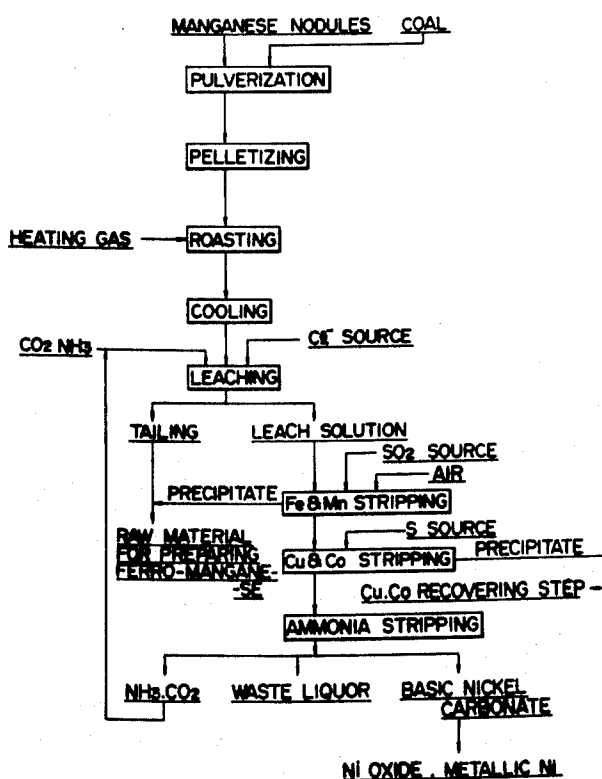 MANGANESE NODULES COAL
PULVERIZATION
PELLETIZING
HEATING GAS
ROASTING
COOLING
CO2 NH3
Cl⁻ SOURCE
LEACHING
TAILING
LEACH SOLUTION
SO2 SOURCE
AIR
PRECIPITATE
Fe&Mn STRIPPING
S SOURCE
RAW MATERIAL
FOR PREPARING
FERRO-MANGANE-
-SE
Cu&Co STRIPPING
PRECIPITATE
Cu.Co RECOVERING STEP
AMMONIA STRIPPING
NH3.CO2
WASTE LIQUOR
BASIC NICKEL
CARBONATE
Ni OXIDE . METALLIC Ni